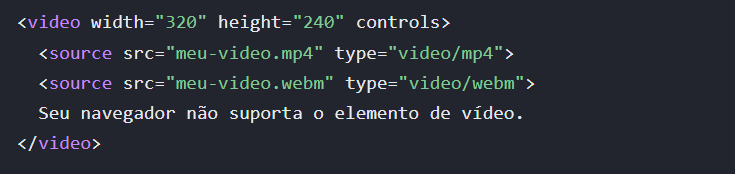 <video width="320" height="240" controls>
  <source src="meu-video.mp4" type="video/mp4">
  <source src="meu-video.webm" type="video/webm">
  Seu navegador não suporta o elemento de vídeo.
</video>